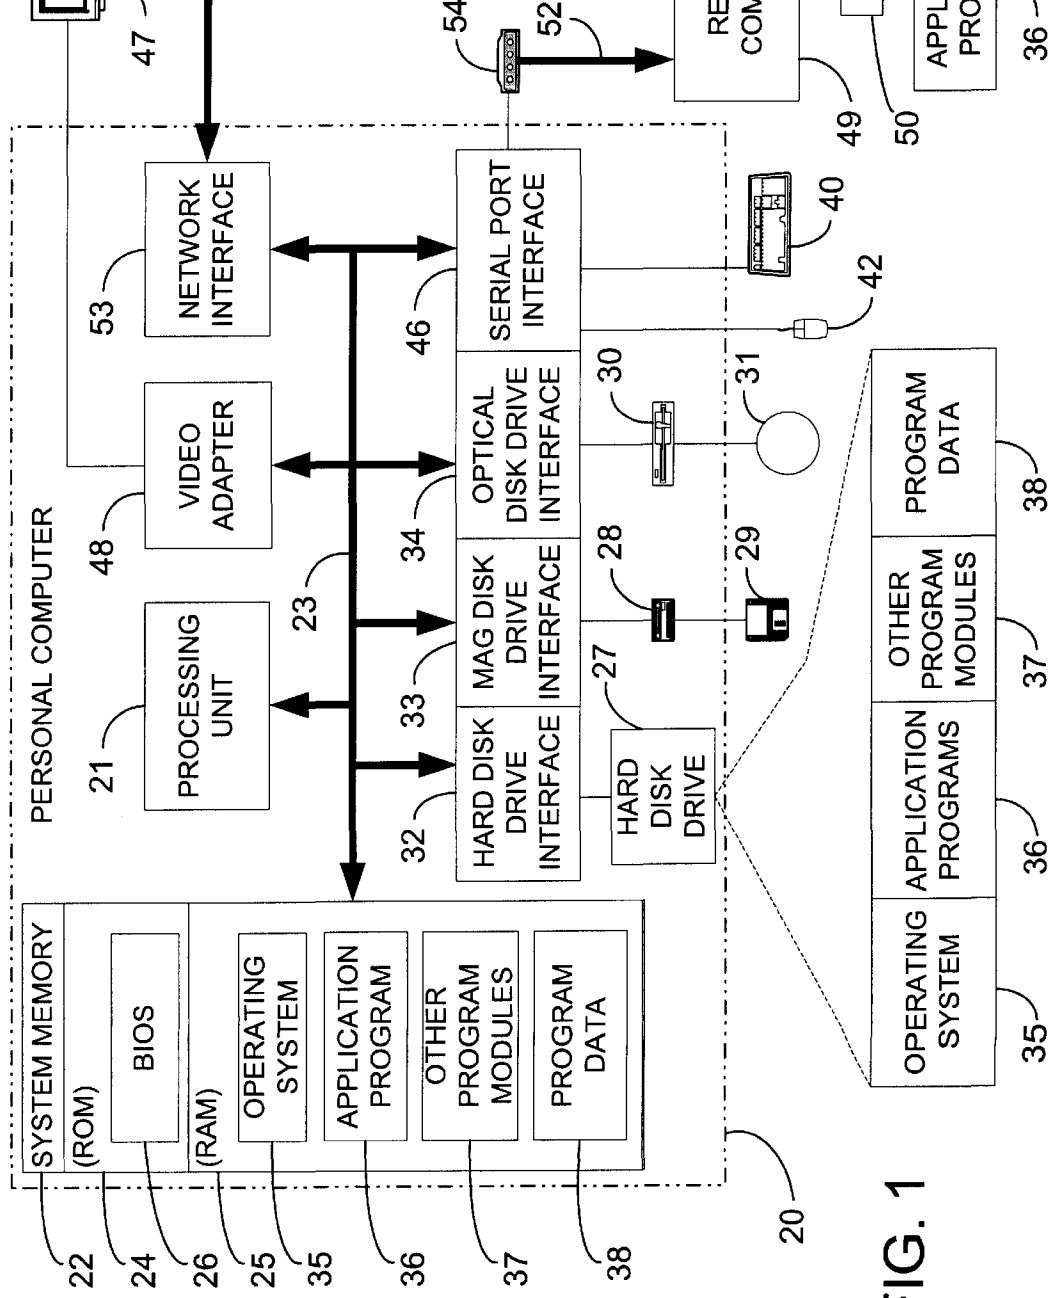 PERSONAL COMPUTER
SYSTEM MEMORY
(ROM)
BIOS
(RAM)
OPERATING
SYSTEM
APPLICATION
PROGRAM
OTHER
PROGRAM
MODULES
PROGRAM
DATA
22
24
26
25
35
36
37
38
PROCESSING
UNIT
21
VIDEO
ADAPTER
48
NETWORK
INTERFACE
53
47
23
HARD DISK
DRIVE
INTERFACE
32
MAG DISK
DRIVE
INTERFACE
33
OPTICAL
DISK DRIVE
INTERFACE
34
SERIAL PORT
INTERFACE
46
54
52
HARD
DISK
DRIVE
27
28
29
30
31
42
40
RE
COM
49
50
APPL
PRO
36
20
OPERATING
SYSTEM
35
APPLICATION
PROGRAMS
36
OTHER
PROGRAM
MODULES
37
PROGRAM
DATA
38
FIG. 1